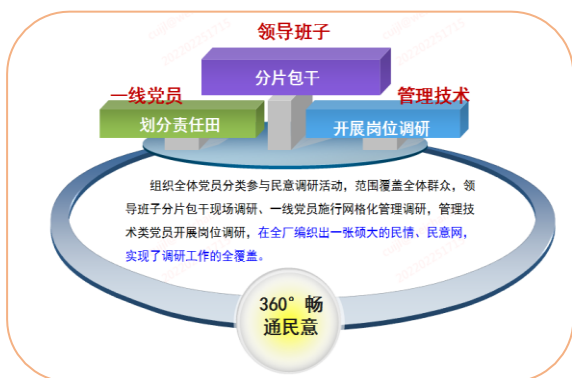 领导班子
分片包干
一线党员
管理技术
划分责任田
开展岗位调研
组织全体党员分类参与民意调研活动，范围覆盖全体群众，领
导班子分片包干现场调研、一线党员施行网格化管理调研，管理技
术类党员开展岗位调研，在全厂编织出一张硕大的民情、民意网，
实现了调研工作的全覆盖。
360°畅
通民意